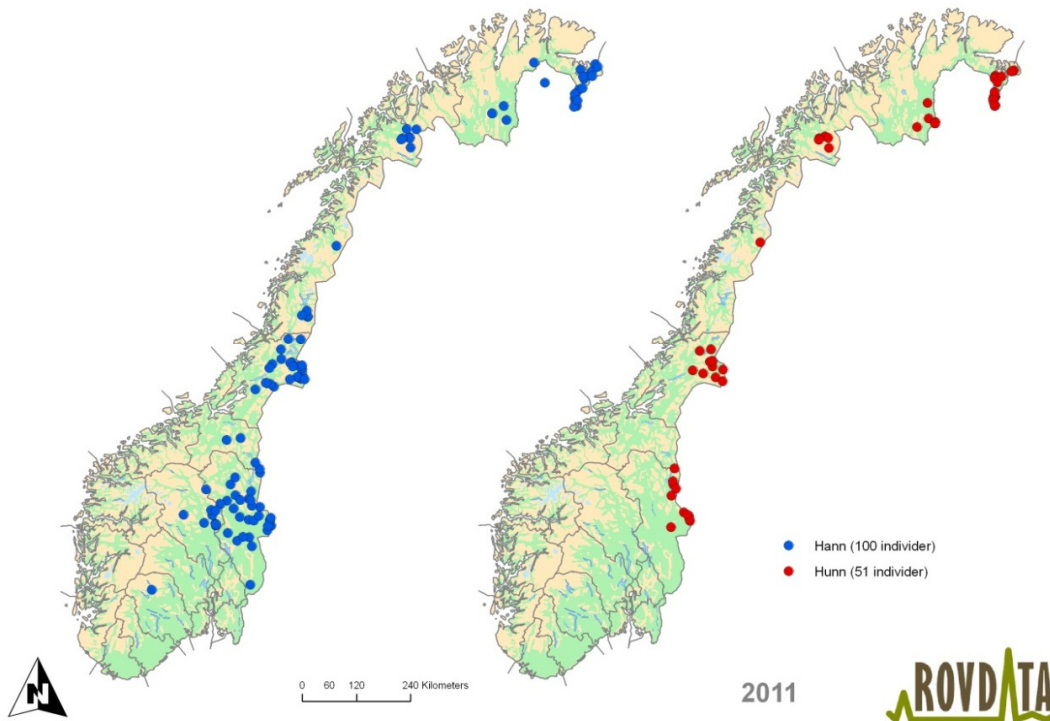 Hann (100 individer)
Hunn (51 individer)
N
0 60 120 240 Kilometers
2011
ROVDATA